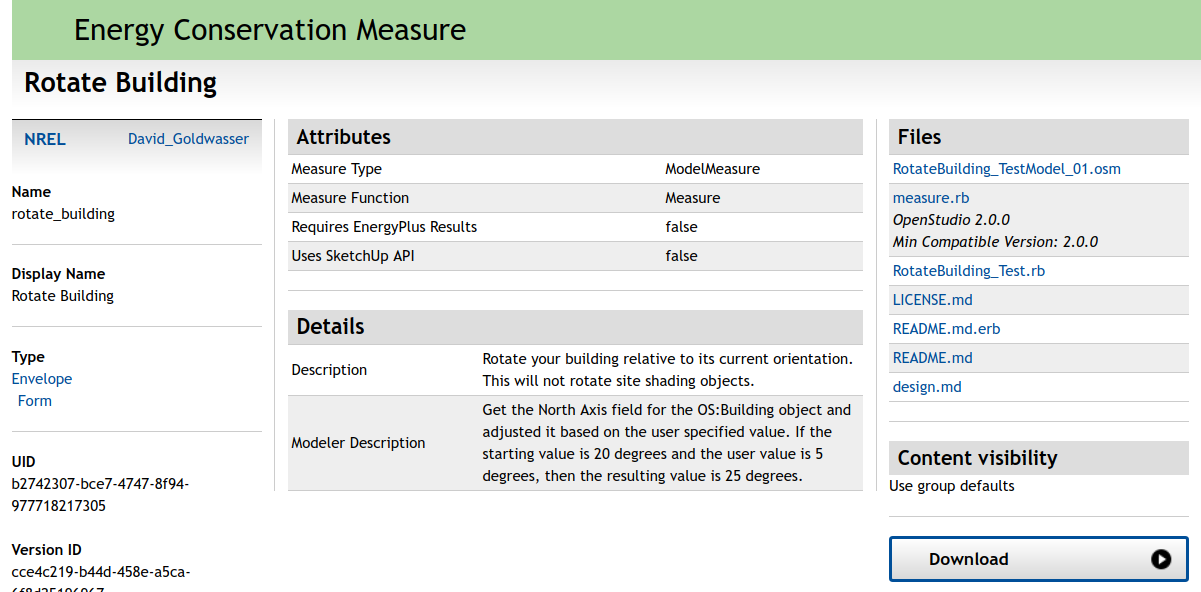 Energy Conservation Measure
Rotate Building
NREL David_Goldwasser
Name
rotate_building
Display Name
Rotate Building
Type
Envelope
Form
UID
b2742307-bce7-4747-8f94-
977718217305
Version ID
cce4c219-b44d-458e-a5ca-
Attributes
Measure Type ModelMeasure
Measure Function Measure
Requires EnergyPlus Results false
Uses SketchUp API false
Details
Description
Rotate your building relative to its current orientation.
This will not rotate site shading objects.
Modeler Description
Get the North Axis field for the OS:Building object and
adjusted it based on the user specified value. If the
starting value is 20 degrees and the user value is 5
degrees, then the resulting value is 25 degrees.
Files
RotateBuilding_TestModel_01.osm
measure.rb
OpenStudio 2.0.0
Min Compatible Version: 2.0.0
RotateBuilding_Test.rb
LICENSE.md
README.md.erb
README.md
design.md
Content visibility
Use group defaults
Download